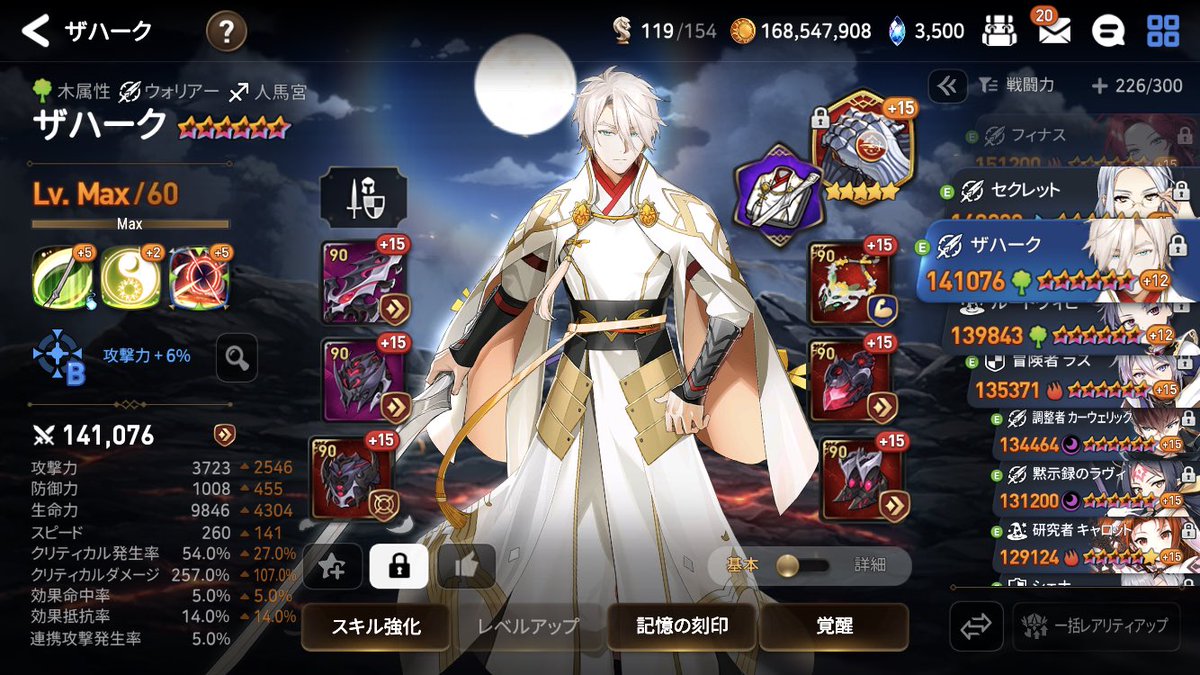 ザハーク
?
119/154
168,547,908
3,500
20
木属性 ウォリアー 人馬宮
ザハーク
Lv. Max/60
Max
+5
+2
+5
B
攻撃力 +6%
141,076
攻撃力 3723 2546
防御力 1008 455
生命力 9846 4304
スピード 260 141
クリティカル発生率 54.0% 27.0%
クリティカルダメージ 257.0% 107.0%
効果命中率 5.0% 5.0%
効果抵抗率 14.0% 14.0%
連携攻撃発生率 5.0%
90 +15
90 +15
90 +15
+15
90 +15
90 +15
90 +15
基本 詳細
スキル強化
レベルアップ
記憶の刻印
覚醒
戦闘力
226/300
フィナス
151200
+15
セクレット
ザハーク
141076
+12
139843
+12
冒険者 ラス
135371
+15
調整者 カーウェリック
134464
+15
黙示録のラヴィ
131200
+15
研究者 キャロット
129124
+15
一括レアリティアップ